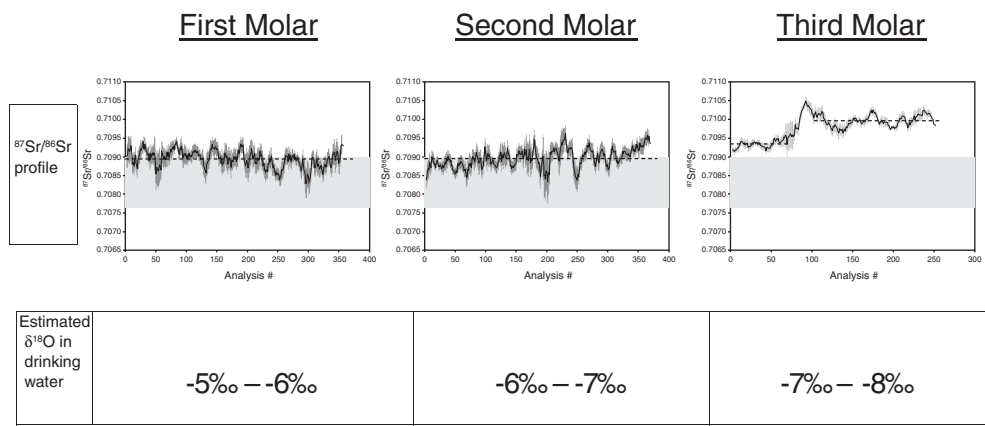 First Molar Second Molar Third Molar
⁸⁷Sr/⁸⁶Sr
profile
⁸⁷Sr/⁸⁶Sr
0.7110
0.7105
0.7100
0.7095
0.7090
0.7085
0.7080
0.7075
0.7070
0.7065
0 50 100 150 200 250 300 350 400
Analysis #
⁸⁷Sr/⁸⁶Sr
0.7110
0.7105
0.7100
0.7095
0.7090
0.7085
0.7080
0.7075
0.7070
0.7065
0 50 100 150 200 250 300 350 400
Analysis #
⁸⁷Sr/⁸⁶Sr
0.7110
0.7105
0.7100
0.7095
0.7090
0.7085
0.7080
0.7075
0.7070
0.7065
0 50 100 150 200 250 300
Analysis #
Estimated
δ¹⁸O in
drinking
water
-5‰ – -6‰ -6‰ – -7‰ -7‰ – -8‰